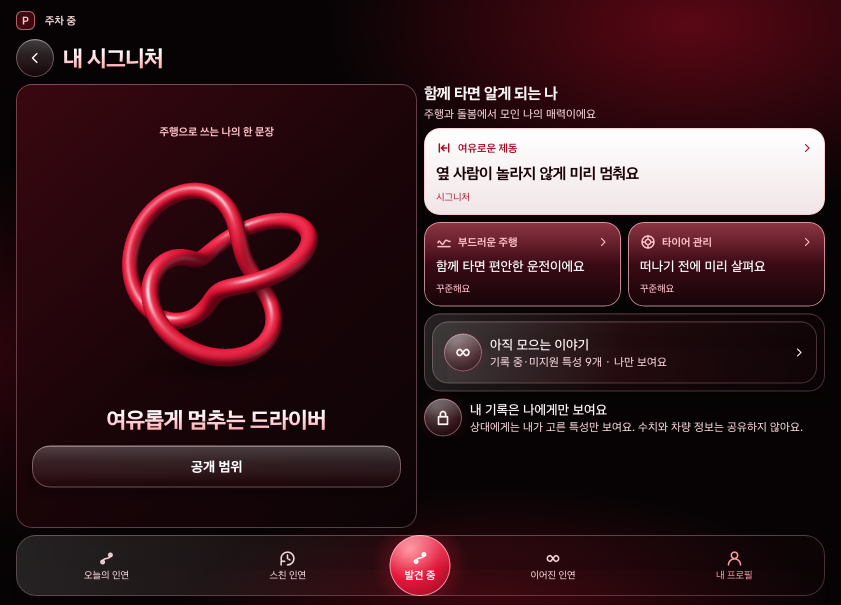 P 주차 중
내 시그니처
주행으로 쓰는 나의 한 문장
여유롭게 멈추는 드라이버
공개 범위
함께 타면 알게 되는 나
주행과 돌봄에서 모인 나의 매력이에요
여유로운 제동
옆 사람이 놀라지 않게 미리 멈춰요
시그니처
부드러운 주행
함께 타면 편안한 운전이에요
꾸준해요
타이어 관리
떠나기 전에 미리 살펴요
꾸준해요
아직 모으는 이야기
기록 중·미지원 특성 9개 · 나만 보여요
내 기록은 나에게만 보여요
상대에게는 내가 고른 특성만 보여요. 수치와 차량 정보는 공유하지 않아요.
오늘의 인연
스친 인연
발견 중
이어진 인연
내 프로필